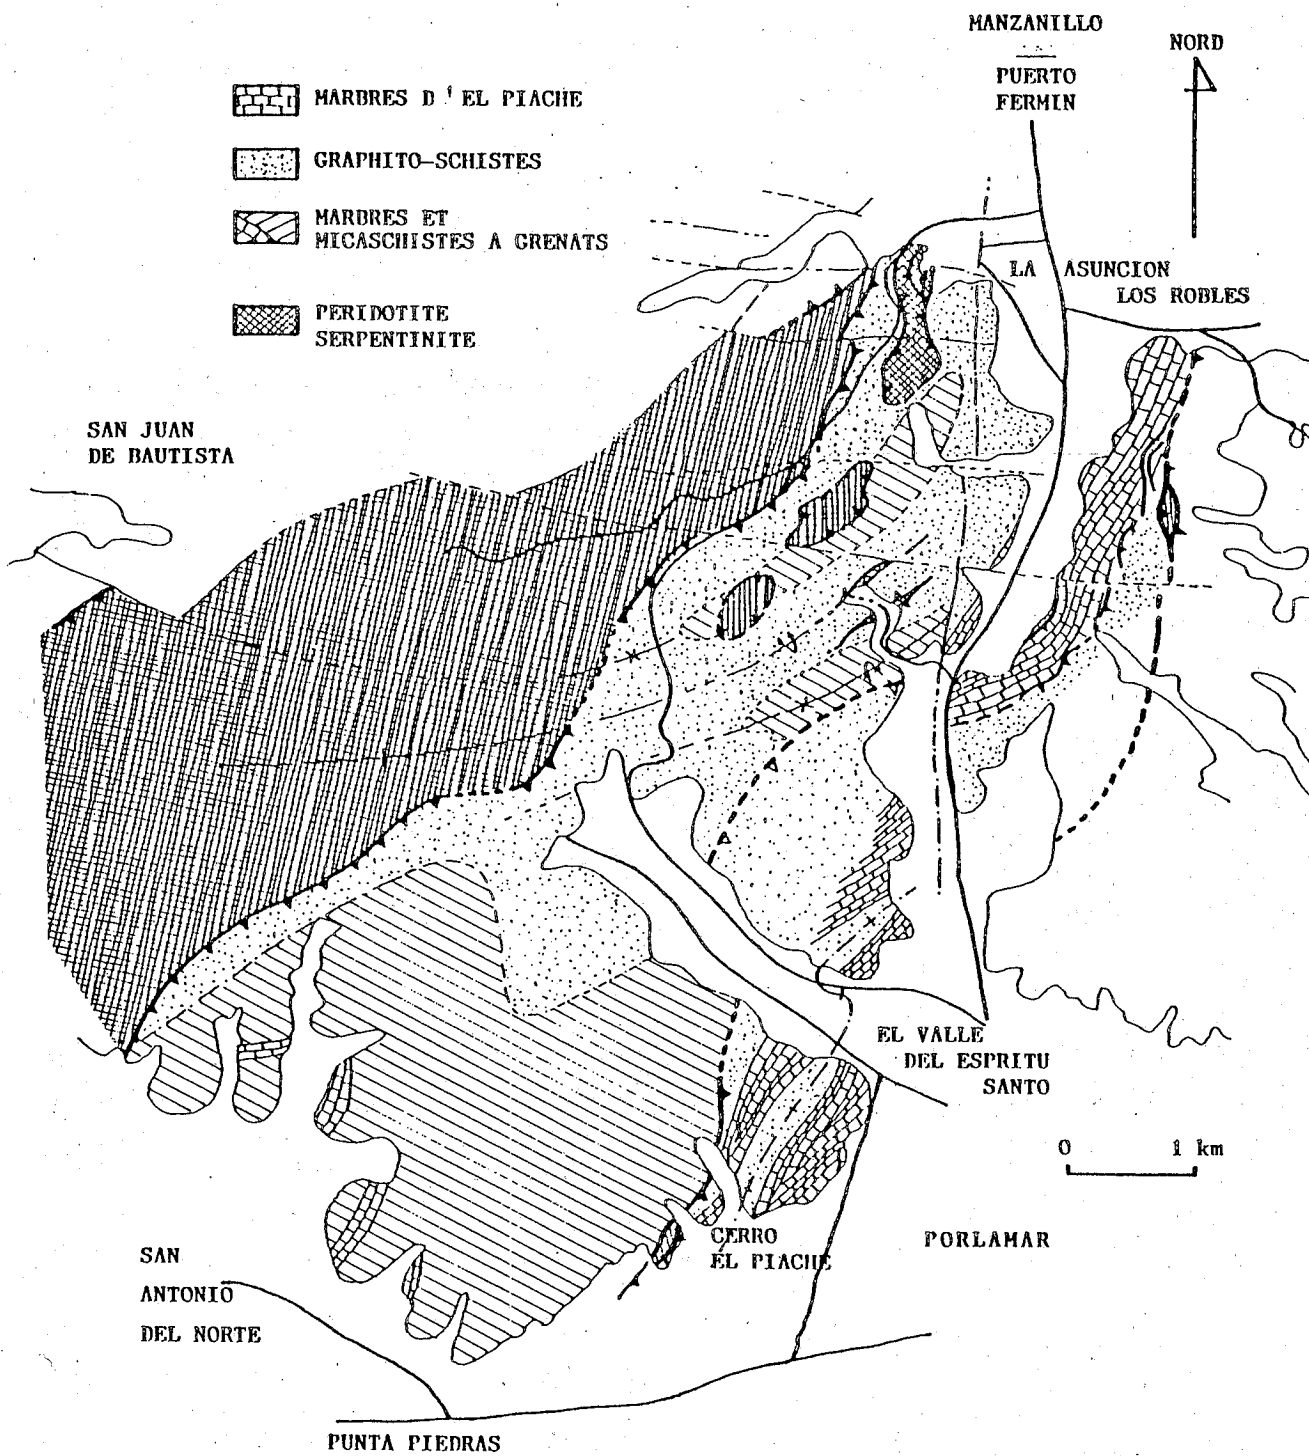 MANZANILLO
PUERTO
FERMIN
NORD
MARBRES D'EL PIACHE
GRAPHITO-SCHISTES
MARBRES ET
MICASCHISTES A GRENATS
PERIDOTITE
SERPENTINITE
LA ASUNCION
LOS ROBLES
SAN JUAN
DE BAUTISTA
EL VALLE
DEL ESPRITU
SANTO
0 1 km
CERRO
EL PIACHE
PORLAMAR
SAN
ANTONIO
DEL NORTE
PUNTA PIEDRAS